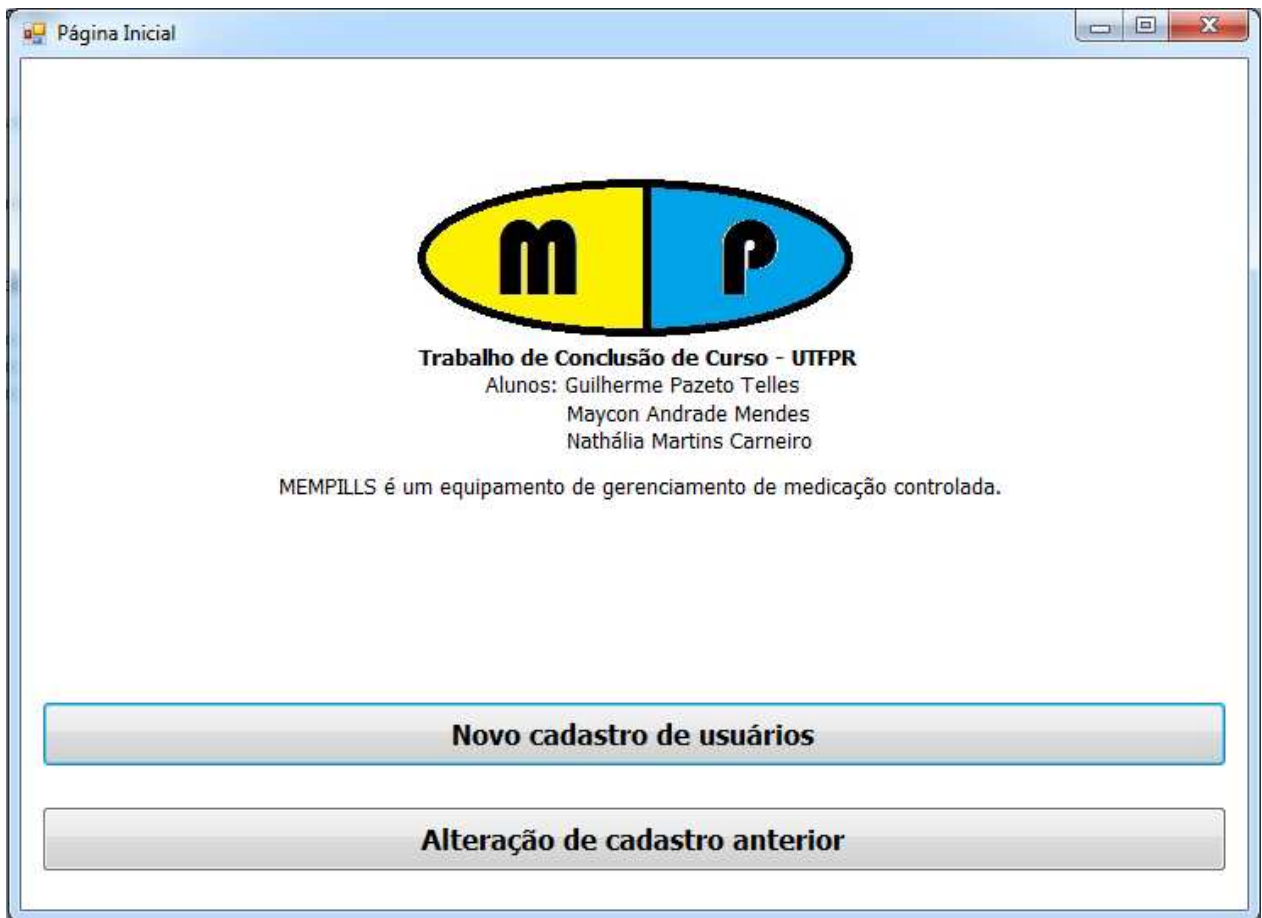 Página Inicial
m p
Trabalho de Conclusão de Curso - UTFPR
Alunos: Guilherme Pazeto Telles
Maycon Andrade Mendes
Nathália Martins Carneiro
MEMPILLS é um equipamento de gerenciamento de medicação controlada.
Novo cadastro de usuários
Alteração de cadastro anterior